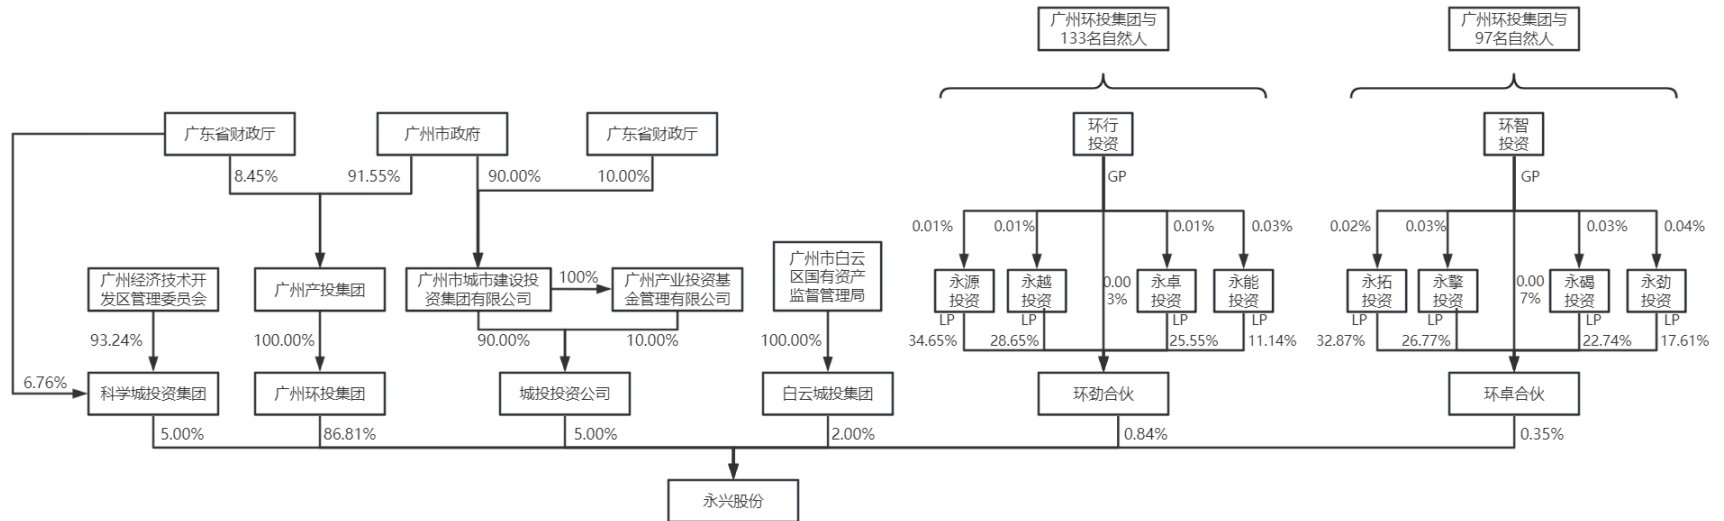 广州环投集团与
133名自然人
广州环投集团与
97名自然人
广东省财政厅
广州市政府
广东省财政厅
环行
投资
环智
投资
8.45%
91.55%
90.00%
10.00%
GP
GP
0.01%
0.01%
0.01%
0.03%
0.02%
0.03%
0.03%
0.04%
广州经济技术开
发区管理委员会
广州产投集团
广州市城市建设投
资集团有限公司
100%
广州产业投资基
金管理有限公司
广州市白云
区国有资产
监督管理局
永源
投资
永越
投资
0.00
3%
永卓
投资
永能
投资
永拓
投资
永擎
投资
0.00
7%
永碣
投资
永劲
投资
LP
LP
LP
LP
LP
LP
LP
LP
93.24%
100.00%
90.00%
10.00%
100.00%
34.65%
28.65%
25.55%
11.14%
32.87%
26.77%
22.74%
17.61%
6.76%
科学城投资集团
广州环投集团
城投投资公司
白云城投集团
环劲合伙
环卓合伙
5.00%
86.81%
5.00%
2.00%
0.84%
0.35%
永兴股份